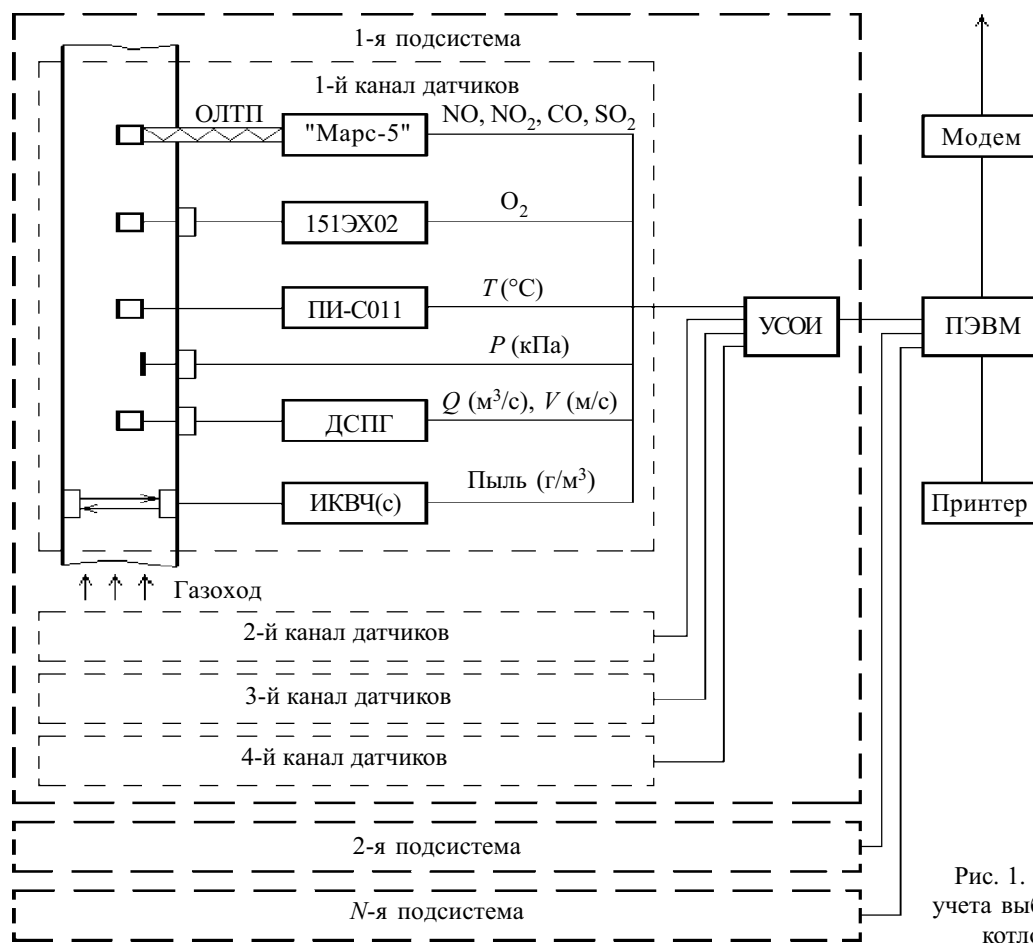 1-я подсистема
1-й канал датчиков
ОЛТП
"Марс-5"
NO, NO₂, CO, SO₂
Модем
151ЭХ02
O₂
ПИ-С011
T (°C)
УСОИ
ПЭВМ
P (кПа)
ДСПГ
Q (м³/с), V (м/с)
ИКВЧ(с)
Пыль (г/м³)
Принтер
Газоход
2-й канал датчиков
3-й канал датчиков
4-й канал датчиков
2-я подсистема
N-я подсистема
Рис. 1.
учета